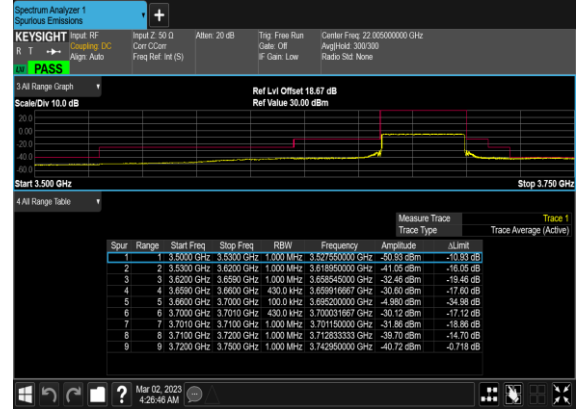 Spectrum Analyzer 1
Spurious Emissions
KEYSIGHT Input: RF Input Z: 50 Ω Atten: 20 dB Trig: Free Run Center Freq: 22.005000000 GHz
R T Coupling: DC Corr CCorr Gate: Off Avg|Hold: 300/300
Align: Auto Freq Ref: Int (S) IF Gain: Low Radio Std: None
PASS
3 All Range Graph
Ref Lvl Offset 18.67 dB
Scale/Div 10.0 dB Ref Value 30.00 dBm
20.0
0.00
-20.0
-40.0
-60.0
Start 3.500 GHz Stop 3.750 GHz
4 All Range Table
Measure Trace Trace 1
Trace Type Trace Average (Active)
Spur Range Start Freq Stop Freq RBW Frequency Amplitude ΔLimit
1 1 3.5000 GHz 3.5300 GHz 1.000 MHz 3.527550000 GHz -50.93 dBm -10.93 dB
2 2 3.5300 GHz 3.6200 GHz 1.000 MHz 3.618950000 GHz -41.05 dBm -16.05 dB
3 3 3.6200 GHz 3.6590 GHz 1.000 MHz 3.658545000 GHz -32.46 dBm -19.46 dB
4 4 3.6590 GHz 3.6600 GHz 430.0 kHz 3.659916667 GHz -30.60 dBm -17.60 dB
5 5 3.6600 GHz 3.7000 GHz 100.0 kHz 3.695200000 GHz -4.980 dBm -34.98 dB
6 6 3.7000 GHz 3.7010 GHz 430.0 kHz 3.700031667 GHz -30.12 dBm -17.12 dB
7 7 3.7010 GHz 3.7100 GHz 1.000 MHz 3.701150000 GHz -31.86 dBm -18.86 dB
8 8 3.7100 GHz 3.7200 GHz 1.000 MHz 3.712833333 GHz -39.70 dBm -14.70 dB
9 9 3.7200 GHz 3.7500 GHz 1.000 MHz 3.742950000 GHz -40.72 dBm -0.718 dB
Mar 02, 2023
4:26:46 AM